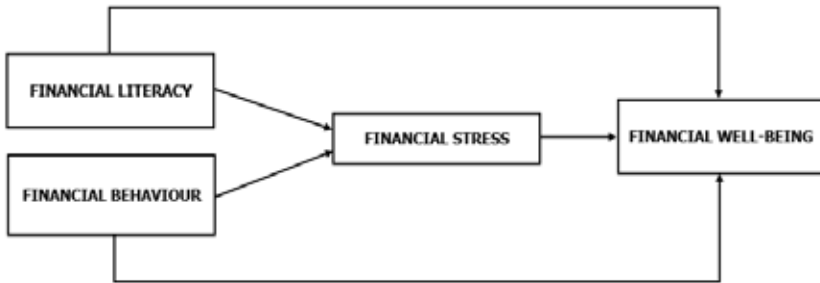 FINANCIAL LITERACY
FINANCIAL STRESS
FINANCIAL WELL-BEING
FINANCIAL BEHAVIOUR